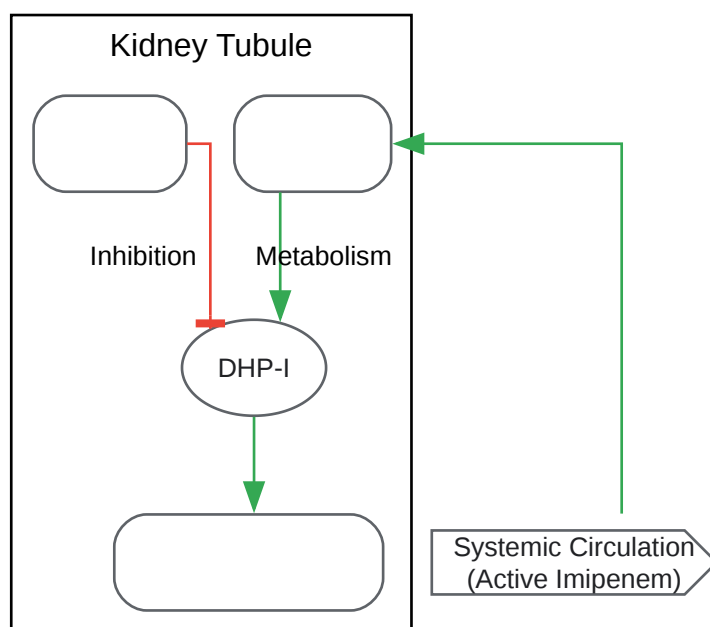 Kidney Tubule
Inhibition
Metabolism
DHP-I
Systemic Circulation
(Active Imipenem)